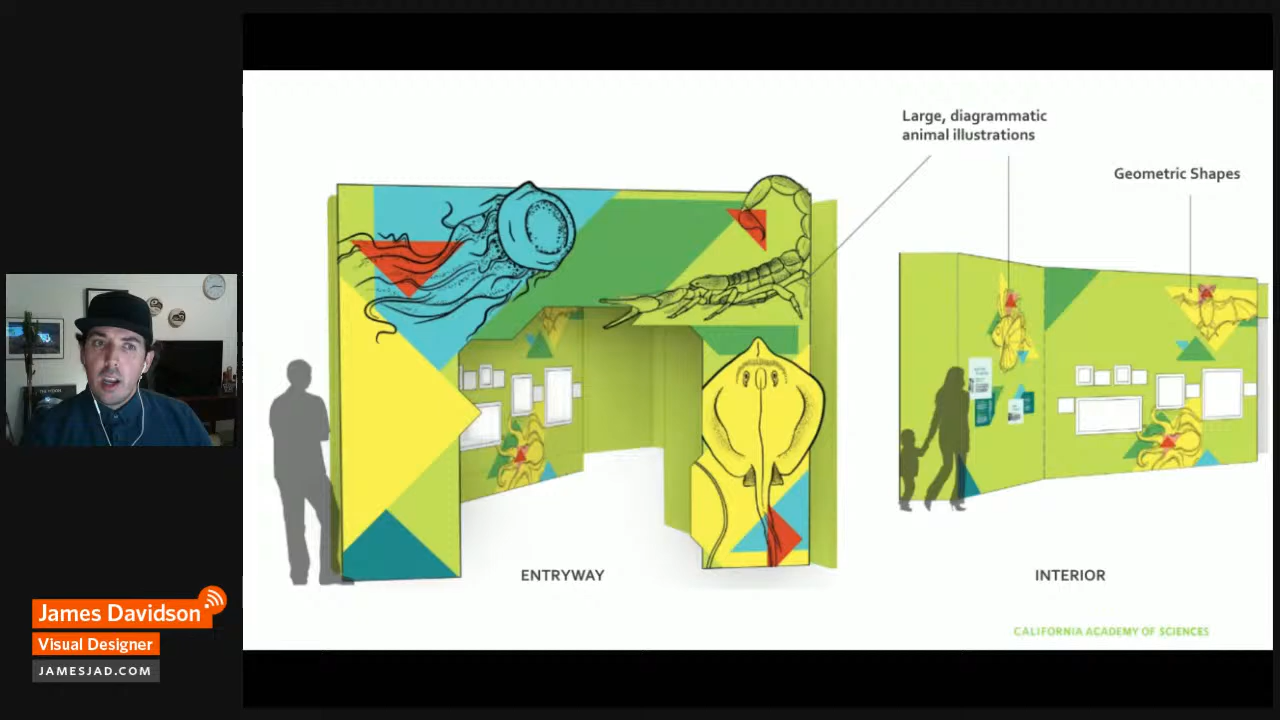 Large, diagrammatic
animal illustrations
Geometric Shapes
ENTRYWAY
INTERIOR
CALIFORNIA ACADEMY OF SCIENCES
James Davidson
Visual Designer
JAMESJAD.COM